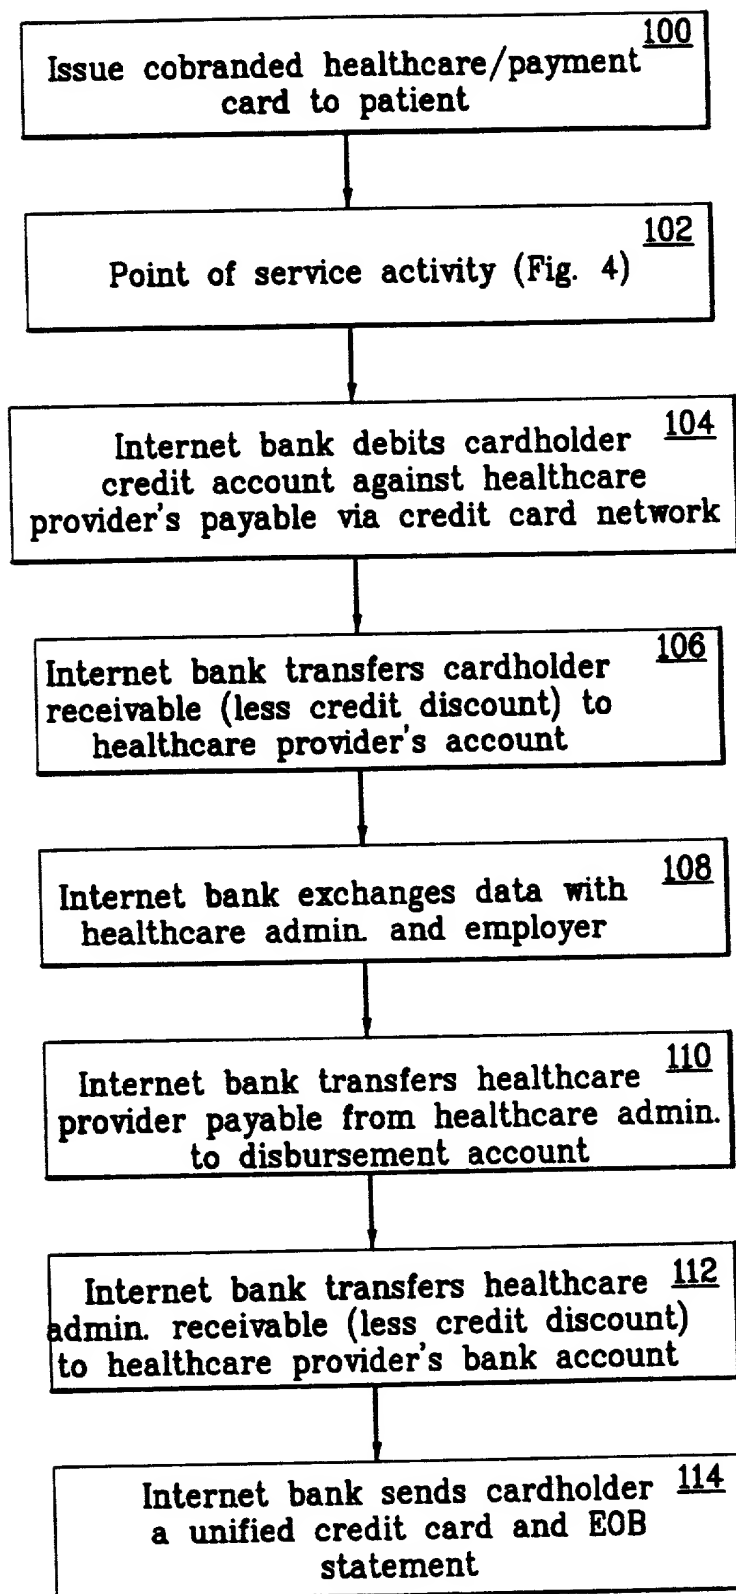 100
Issue cobranded healthcare/payment
card to patient
102
Point of service activity (Fig. 4)
104
Internet bank debits cardholder
credit account against healthcare
provider's payable via credit card network
106
Internet bank transfers cardholder
receivable (less credit discount) to
healthcare provider's account
108
Internet bank exchanges data with
healthcare admin. and employer
110
Internet bank transfers healthcare
provider payable from healthcare admin.
to disbursement account
112
Internet bank transfers healthcare
admin. receivable (less credit discount)
to healthcare provider's bank account
114
Internet bank sends cardholder
a unified credit card and EOB
statement